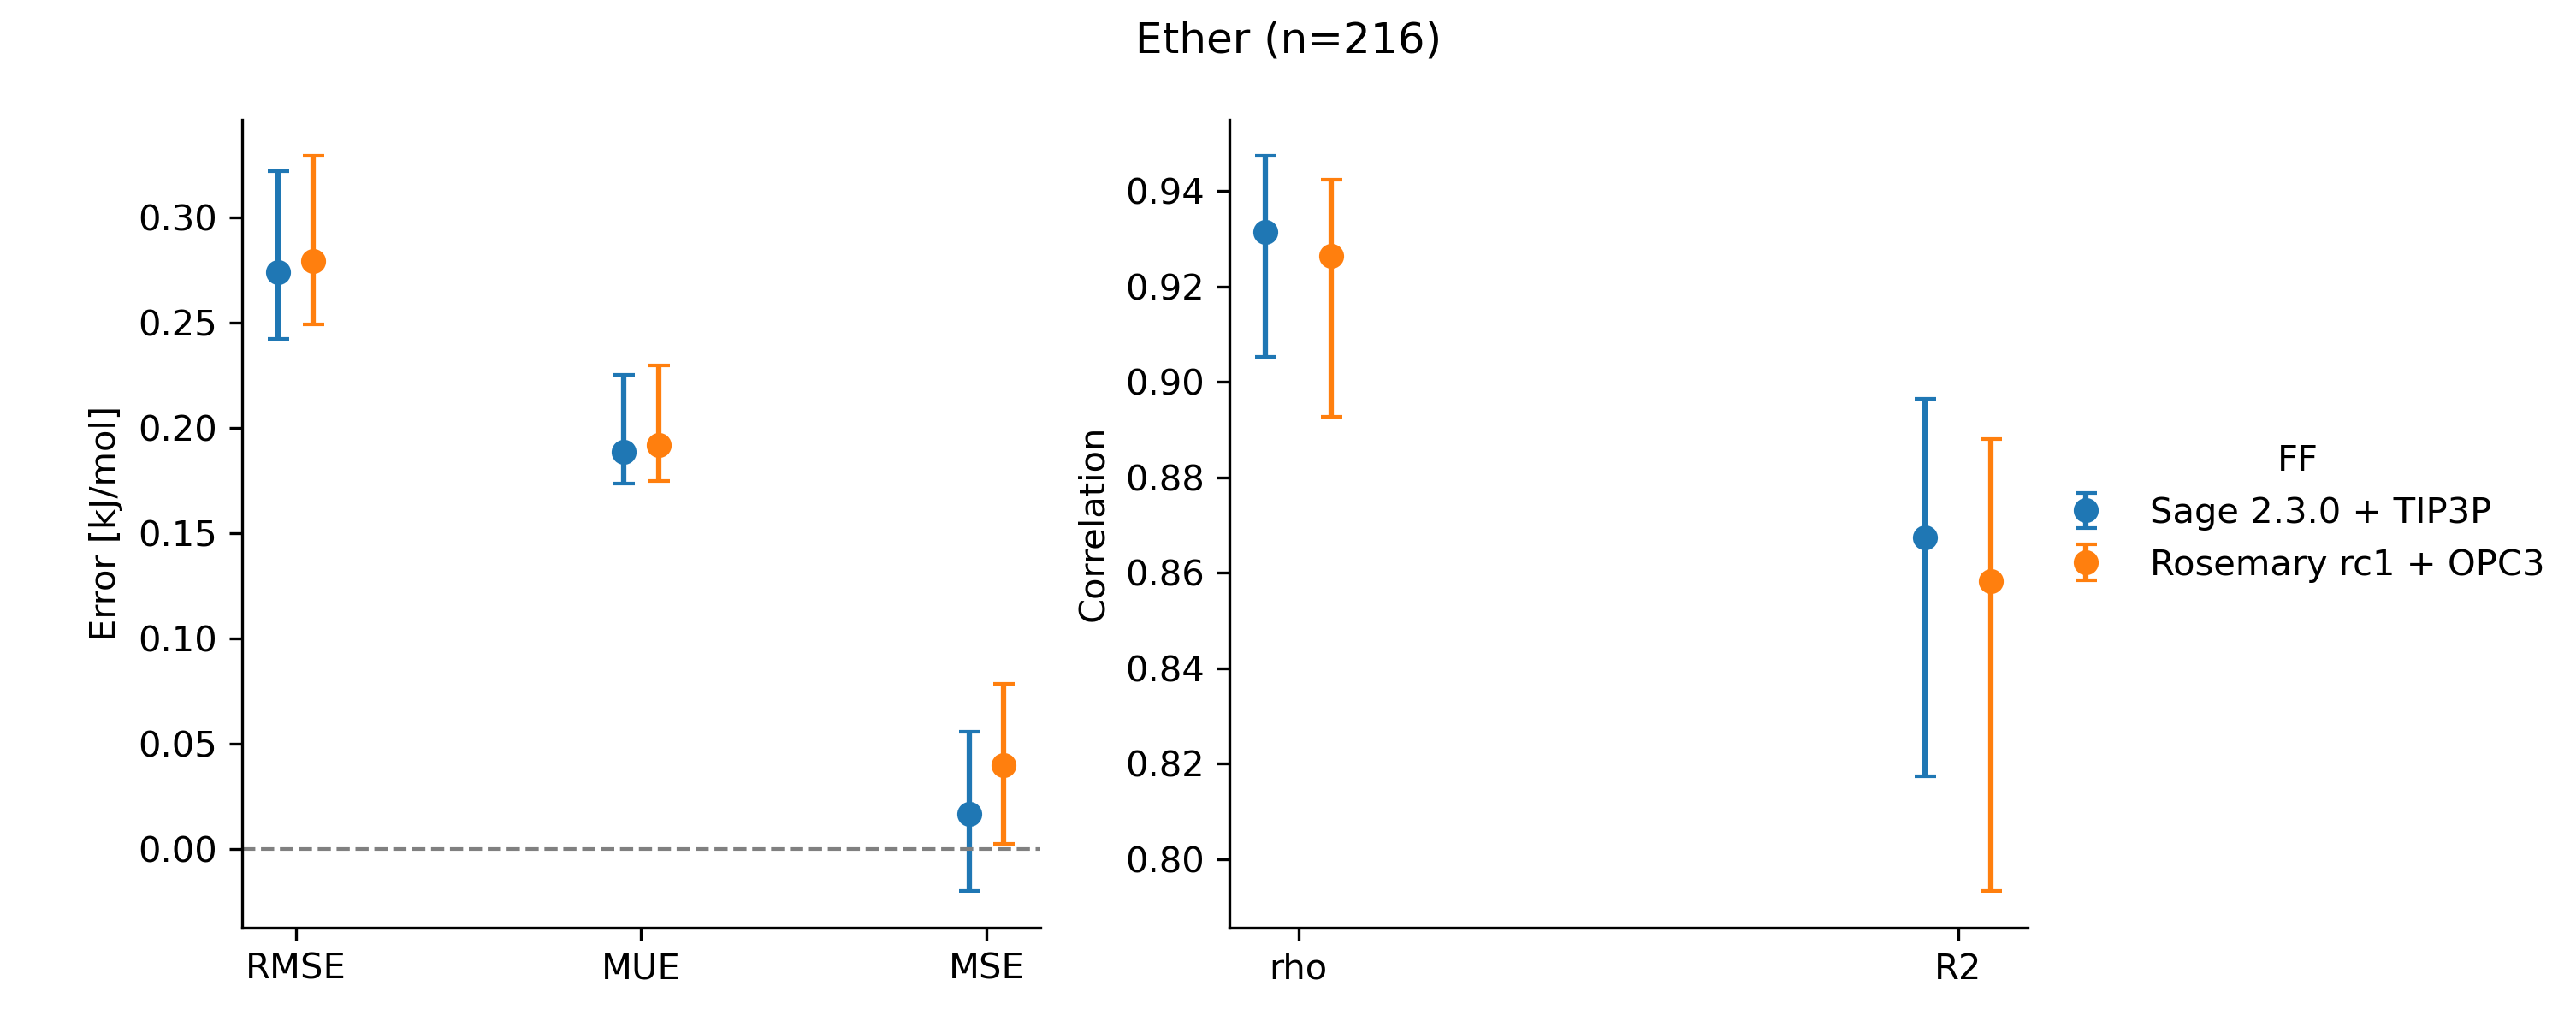 Ether (n=216)
Error [kJ/mol]
0.30
0.25
0.20
0.15
0.10
0.05
0.00
RMSE
MUE
MSE
Correlation
0.94
0.92
0.90
0.88
0.86
0.84
0.82
0.80
rho
R2
FF
Sage 2.3.0 + TIP3P
Rosemary rc1 + OPC3